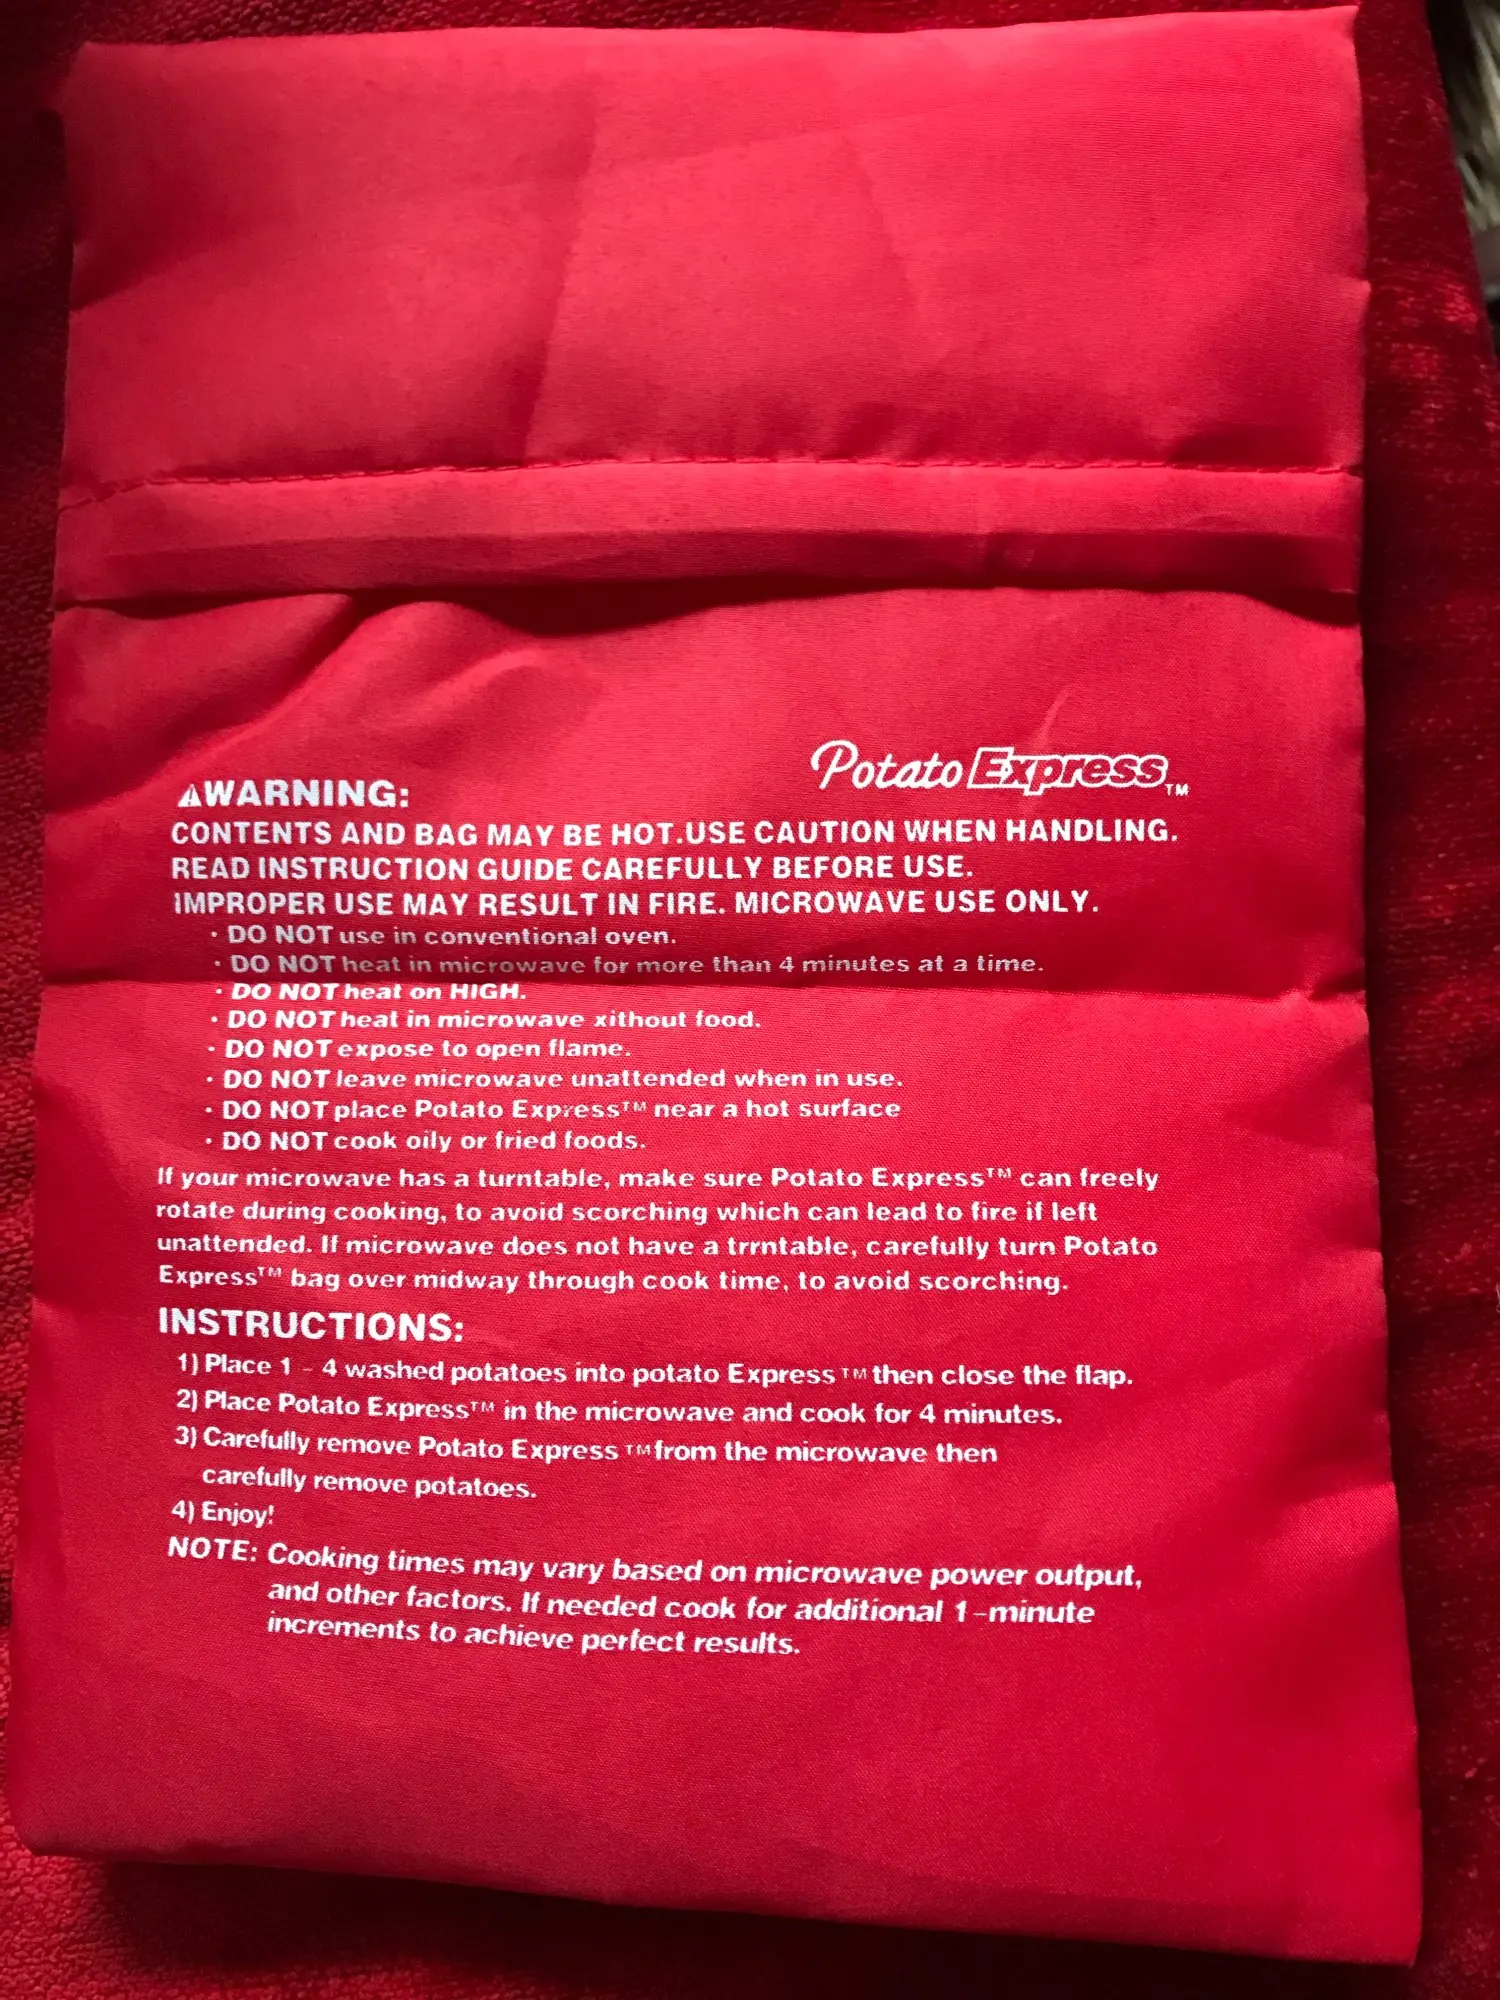 Potato Express™
⚠WARNING:
CONTENTS AND BAG MAY BE HOT.USE CAUTION WHEN HANDLING.
READ INSTRUCTION GUIDE CAREFULLY BEFORE USE.
IMPROPER USE MAY RESULT IN FIRE. MICROWAVE USE ONLY.
· DO NOT use in conventional oven.
· DO NOT heat in microwave for more than 4 minutes at a time.
· DO NOT heat on HIGH.
· DO NOT heat in microwave xithout food.
· DO NOT expose to open flame.
· DO NOT leave microwave unattended when in use.
· DO NOT place Potato Express™ near a hot surface
· DO NOT cook oily or fried foods.
If your microwave has a turntable, make sure Potato Express™ can freely
rotate during cooking, to avoid scorching which can lead to fire if left
unattended. If microwave does not have a trrntable, carefully turn Potato
Express™ bag over midway through cook time, to avoid scorching.
INSTRUCTIONS:
1) Place 1 - 4 washed potatoes into potato Express ™ then close the flap.
2) Place Potato Express™ in the microwave and cook for 4 minutes.
3) Carefully remove Potato Express ™ from the microwave then
carefully remove potatoes.
4) Enjoy!
NOTE: Cooking times may vary based on microwave power output,
and other factors. If needed cook for additional 1-minute
increments to achieve perfect results.